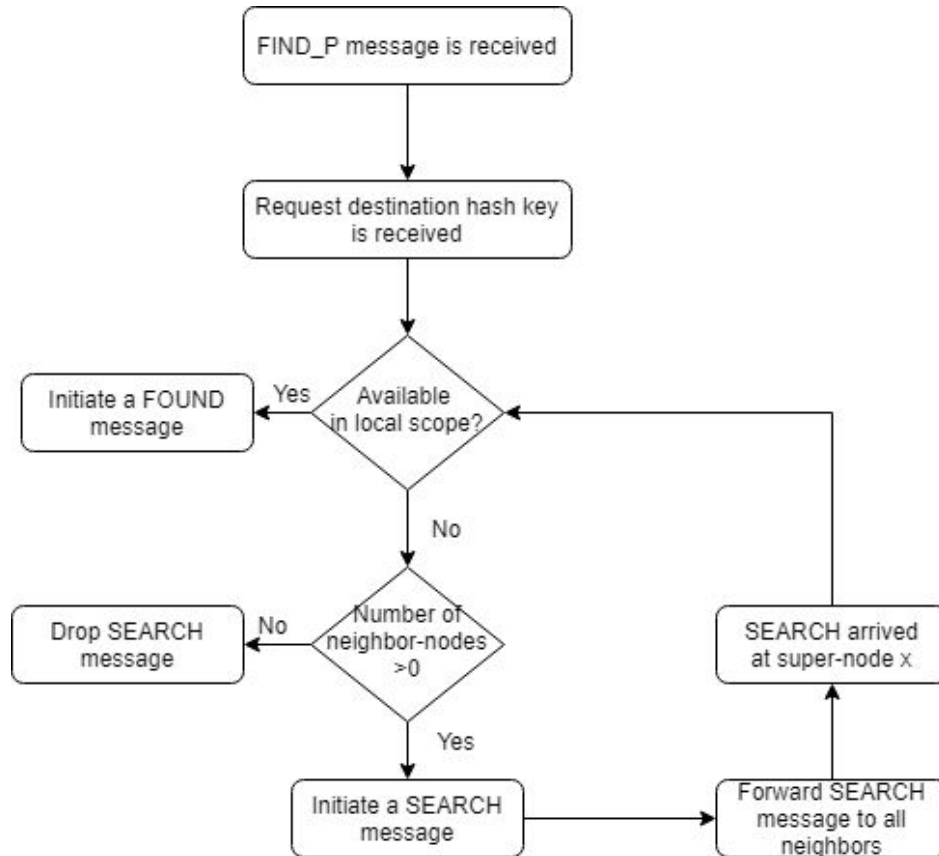 FIND_P message is received
Request destination hash key
is received
Available
in local scope?
Yes
Initiate a FOUND
message
No
Number of
neighbor-nodes
>0
No
Drop SEARCH
message
Yes
Initiate a SEARCH
message
Forward SEARCH
message to all
neighbors
SEARCH arrived
at super-node x